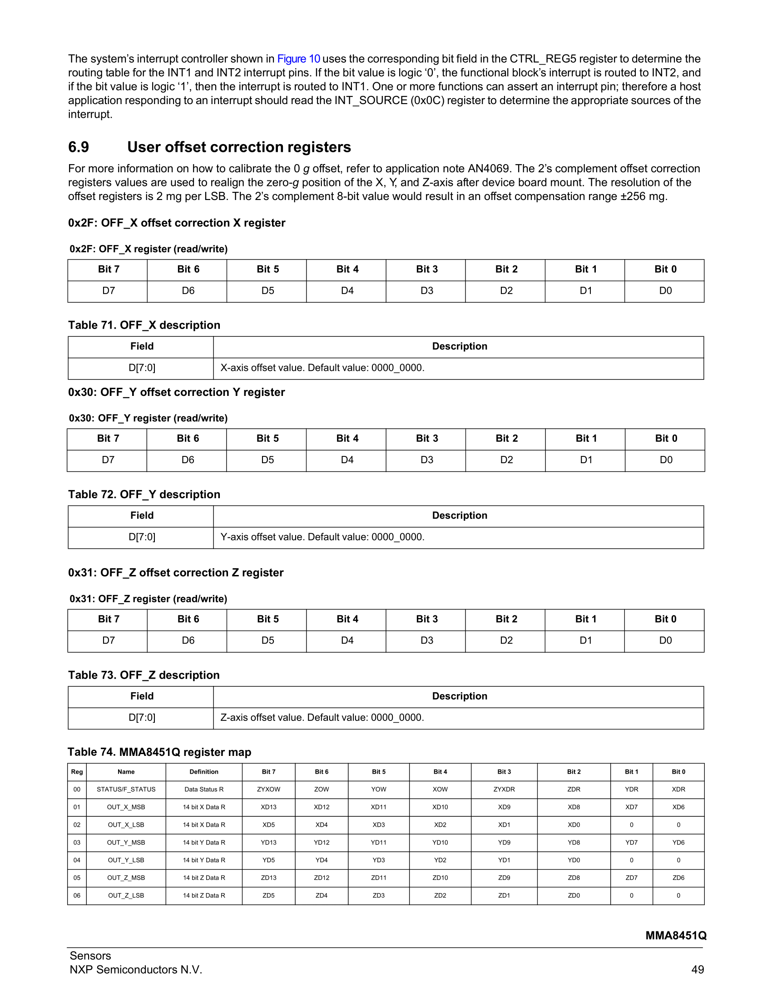 The system’s interrupt controller shown in Figure 10 uses the corresponding bit field in the CTRL_REG5 register to determine the
routing table for the INT1 and INT2 interrupt pins. If the bit value is logic ‘0’, the functional block’s interrupt is routed to INT2, and
if the bit value is logic ‘1’, then the interrupt is routed to INT1. One or more functions can assert an interrupt pin; therefore a host
application responding to an interrupt should read the INT_SOURCE (0x0C) register to determine the appropriate sources of the
interrupt.
6.9 User offset correction registers
For more information on how to calibrate the 0 g offset, refer to application note AN4069. The 2’s complement offset correction
registers values are used to realign the zero-g position of the X, Y, and Z-axis after device board mount. The resolution of the
offset registers is 2 mg per LSB. The 2’s complement 8-bit value would result in an offset compensation range ±256 mg.
0x2F: OFF_X offset correction X register
0x2F: OFF_X register (read/write)
Bit 7 Bit 6 Bit 5 Bit 4 Bit 3 Bit 2 Bit 1 Bit 0
D7 D6 D5 D4 D3 D2 D1 D0
Table 71. OFF_X description
Field Description
D[7:0] X-axis offset value. Default value: 0000_0000.
0x30: OFF_Y offset correction Y register
0x30: OFF_Y register (read/write)
Bit 7 Bit 6 Bit 5 Bit 4 Bit 3 Bit 2 Bit 1 Bit 0
D7 D6 D5 D4 D3 D2 D1 D0
Table 72. OFF_Y description
Field Description
D[7:0] Y-axis offset value. Default value: 0000_0000.
0x31: OFF_Z offset correction Z register
0x31: OFF_Z register (read/write)
Bit 7 Bit 6 Bit 5 Bit 4 Bit 3 Bit 2 Bit 1 Bit 0
D7 D6 D5 D4 D3 D2 D1 D0
Table 73. OFF_Z description
Field Description
D[7:0] Z-axis offset value. Default value: 0000_0000.
Table 74. MMA8451Q register map
Reg Name Definition Bit 7 Bit 6 Bit 5 Bit 4 Bit 3 Bit 2 Bit 1 Bit 0
00 STATUS/F_STATUS Data Status R ZYXOW ZOW YOW XOW ZYXDR ZDR YDR XDR
01 OUT_X_MSB 14 bit X Data R XD13 XD12 XD11 XD10 XD9 XD8 XD7 XD6
02 OUT_X_LSB 14 bit X Data R XD5 XD4 XD3 XD2 XD1 XD0 0 0
03 OUT_Y_MSB 14 bit Y Data R YD13 YD12 YD11 YD10 YD9 YD8 YD7 YD6
04 OUT_Y_LSB 14 bit Y Data R YD5 YD4 YD3 YD2 YD1 YD0 0 0
05 OUT_Z_MSB 14 bit Z Data R ZD13 ZD12 ZD11 ZD10 ZD9 ZD8 ZD7 ZD6
06 OUT_Z_LSB 14 bit Z Data R ZD5 ZD4 ZD3 ZD2 ZD1 ZD0 0 0
MMA8451Q
Sensors
NXP Semiconductors N.V. 49